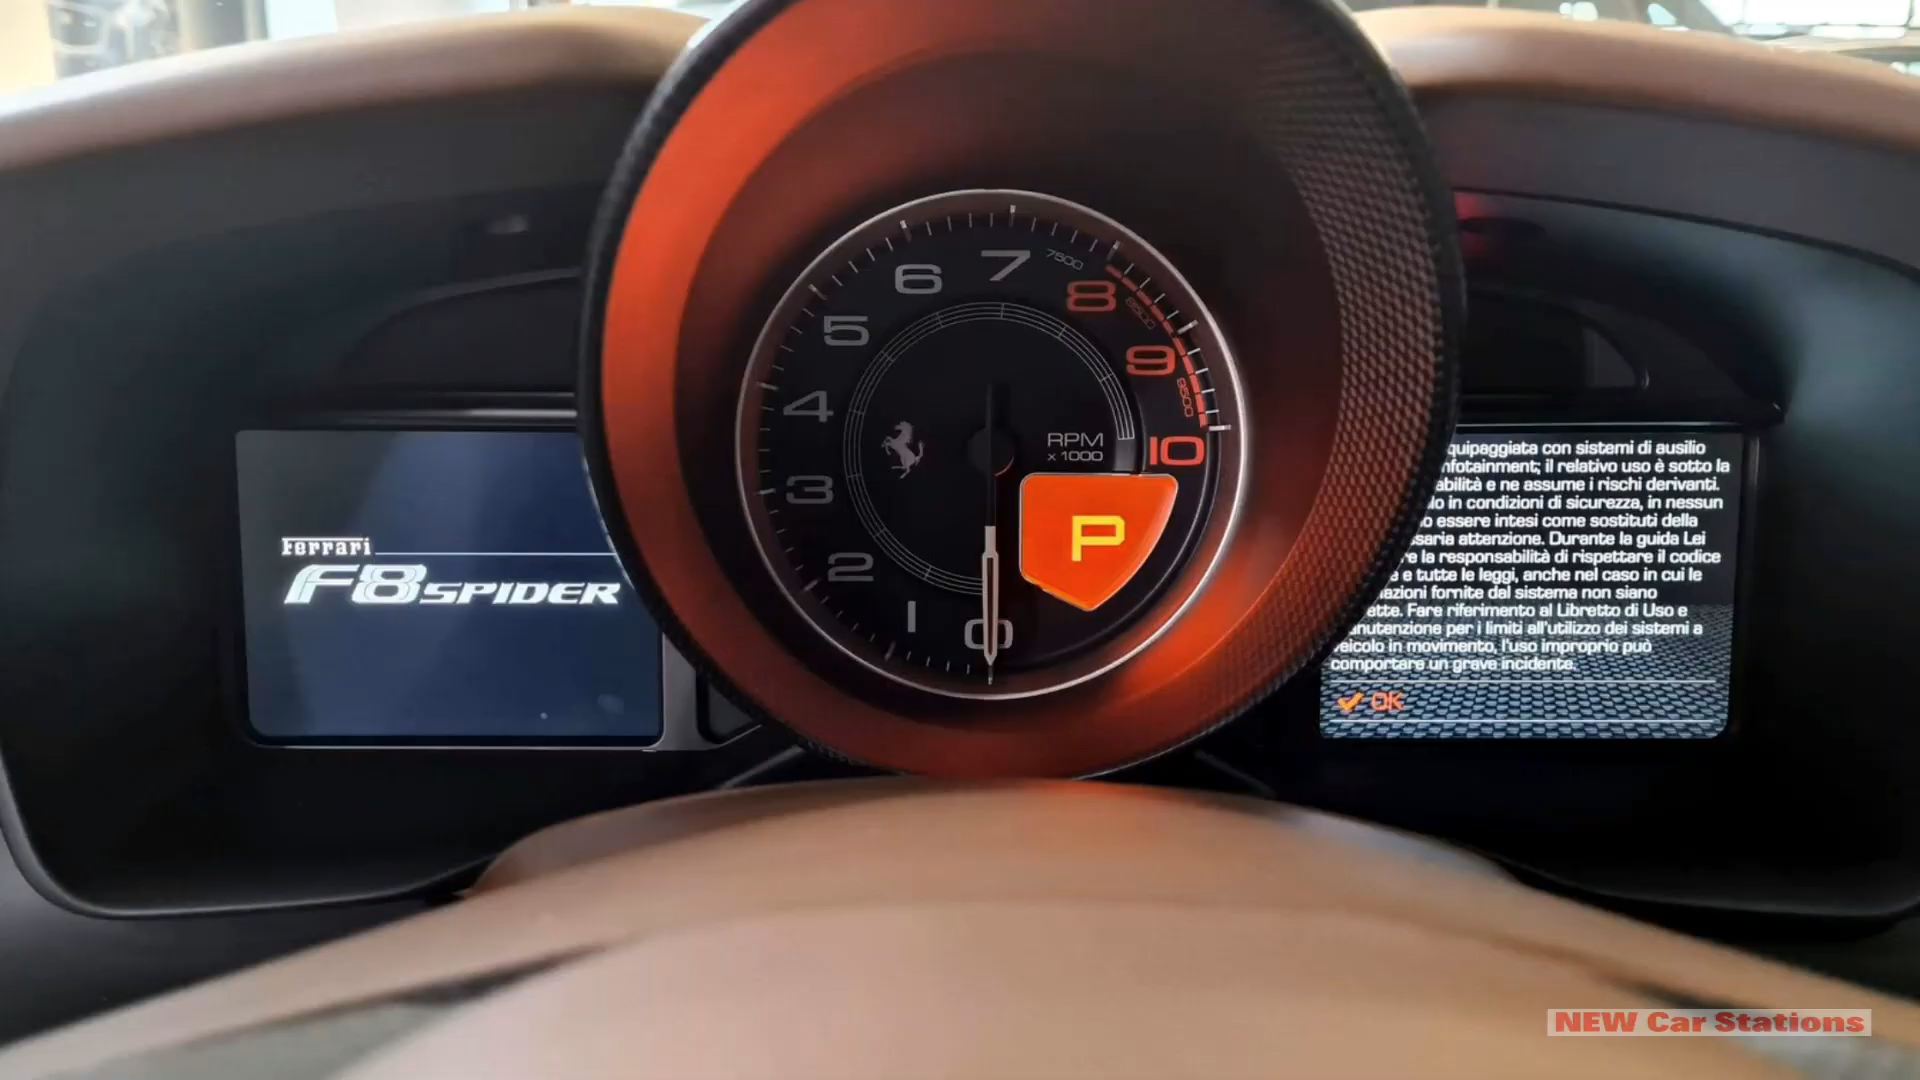 Ferrari
F8 SPIDER
0
1
2
3
4
5
6
7
7500
8
8500
9
9500
10
RPM
x 1000
P
quipaggiata con sistemi di ausilio
nfotainment; il relativo uso è sotto la
abilità e ne assume i rischi derivanti.
lo in condizioni di sicurezza, in nessun
o essere intesi come sostituti della
ssaria attenzione. Durante la guida Lei
re la responsabilità di rispettare il codice
e e tutte le leggi, anche nel caso in cui le
mazioni fornite dal sistema non siano
ette. Fare riferimento al Libretto di Uso e
anutenzione per i limiti all'utilizzo dei sistemi a
veicolo in movimento, l'uso improprio può
comportare un grave incidente.
OK
NEW Car Stations